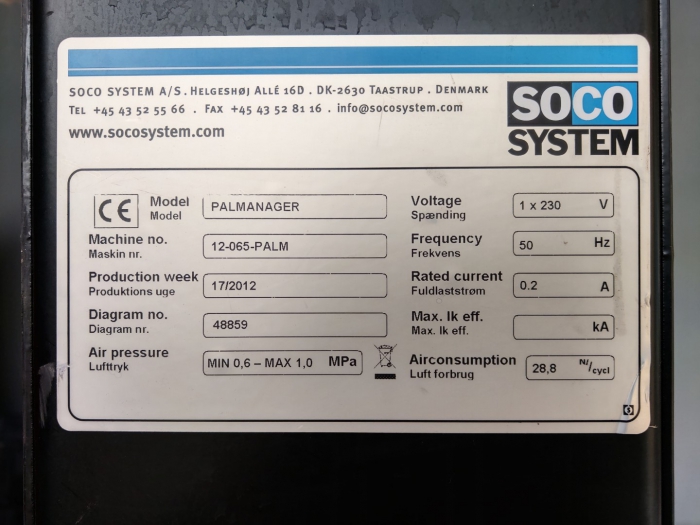 SOCO SYSTEM A/S . HELGESHØJ ALLÉ 16D . DK-2630 TAASTRUP . DENMARK
TEL +45 43 52 55 66 . FAX +45 43 52 81 16 . info@socosystem.com
www.socosystem.com
SOCO
SYSTEM
CE Model PALMANAGER
Model
Machine no. 12-065-PALM
Maskin nr.
Production week 17/2012
Produktions uge
Diagram no. 48859
Diagram nr.
Air pressure MIN 0,6 – MAX 1,0 MPa
Lufttryk
Voltage 1 x 230 V
Spænding
Frequency 50 Hz
Frekvens
Rated current 0.2 A
Fuldlaststrøm
Max. Ik eff. kA
Max. Ik eff.
Airconsumption 28,8 Nl/cycl
Luft forbrug